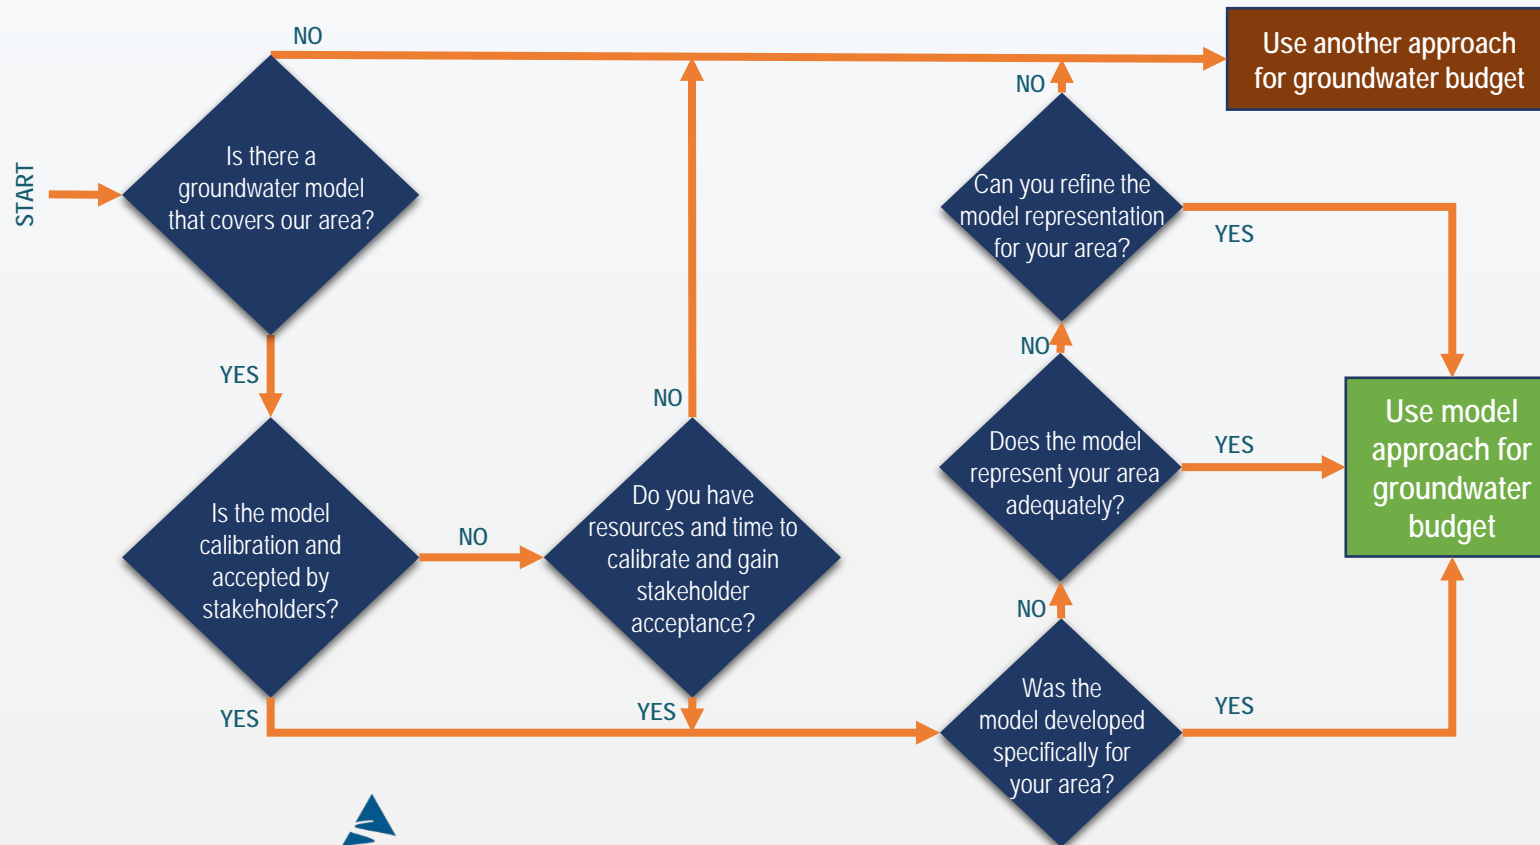 NO
Use another approach
for groundwater budget
START
Is there a
groundwater model
that covers our area?
NO
Can you refine the
model representation
for your area?
YES
YES
NO
NO
Use model
approach for
groundwater
budget
Does the model
represent your area
adequately?
YES
Is the model
calibration and
accepted by
stakeholders?
NO
Do you have
resources and time to
calibrate and gain
stakeholder
acceptance?
NO
YES
YES
Was the
model developed
specifically for
your area?
YES